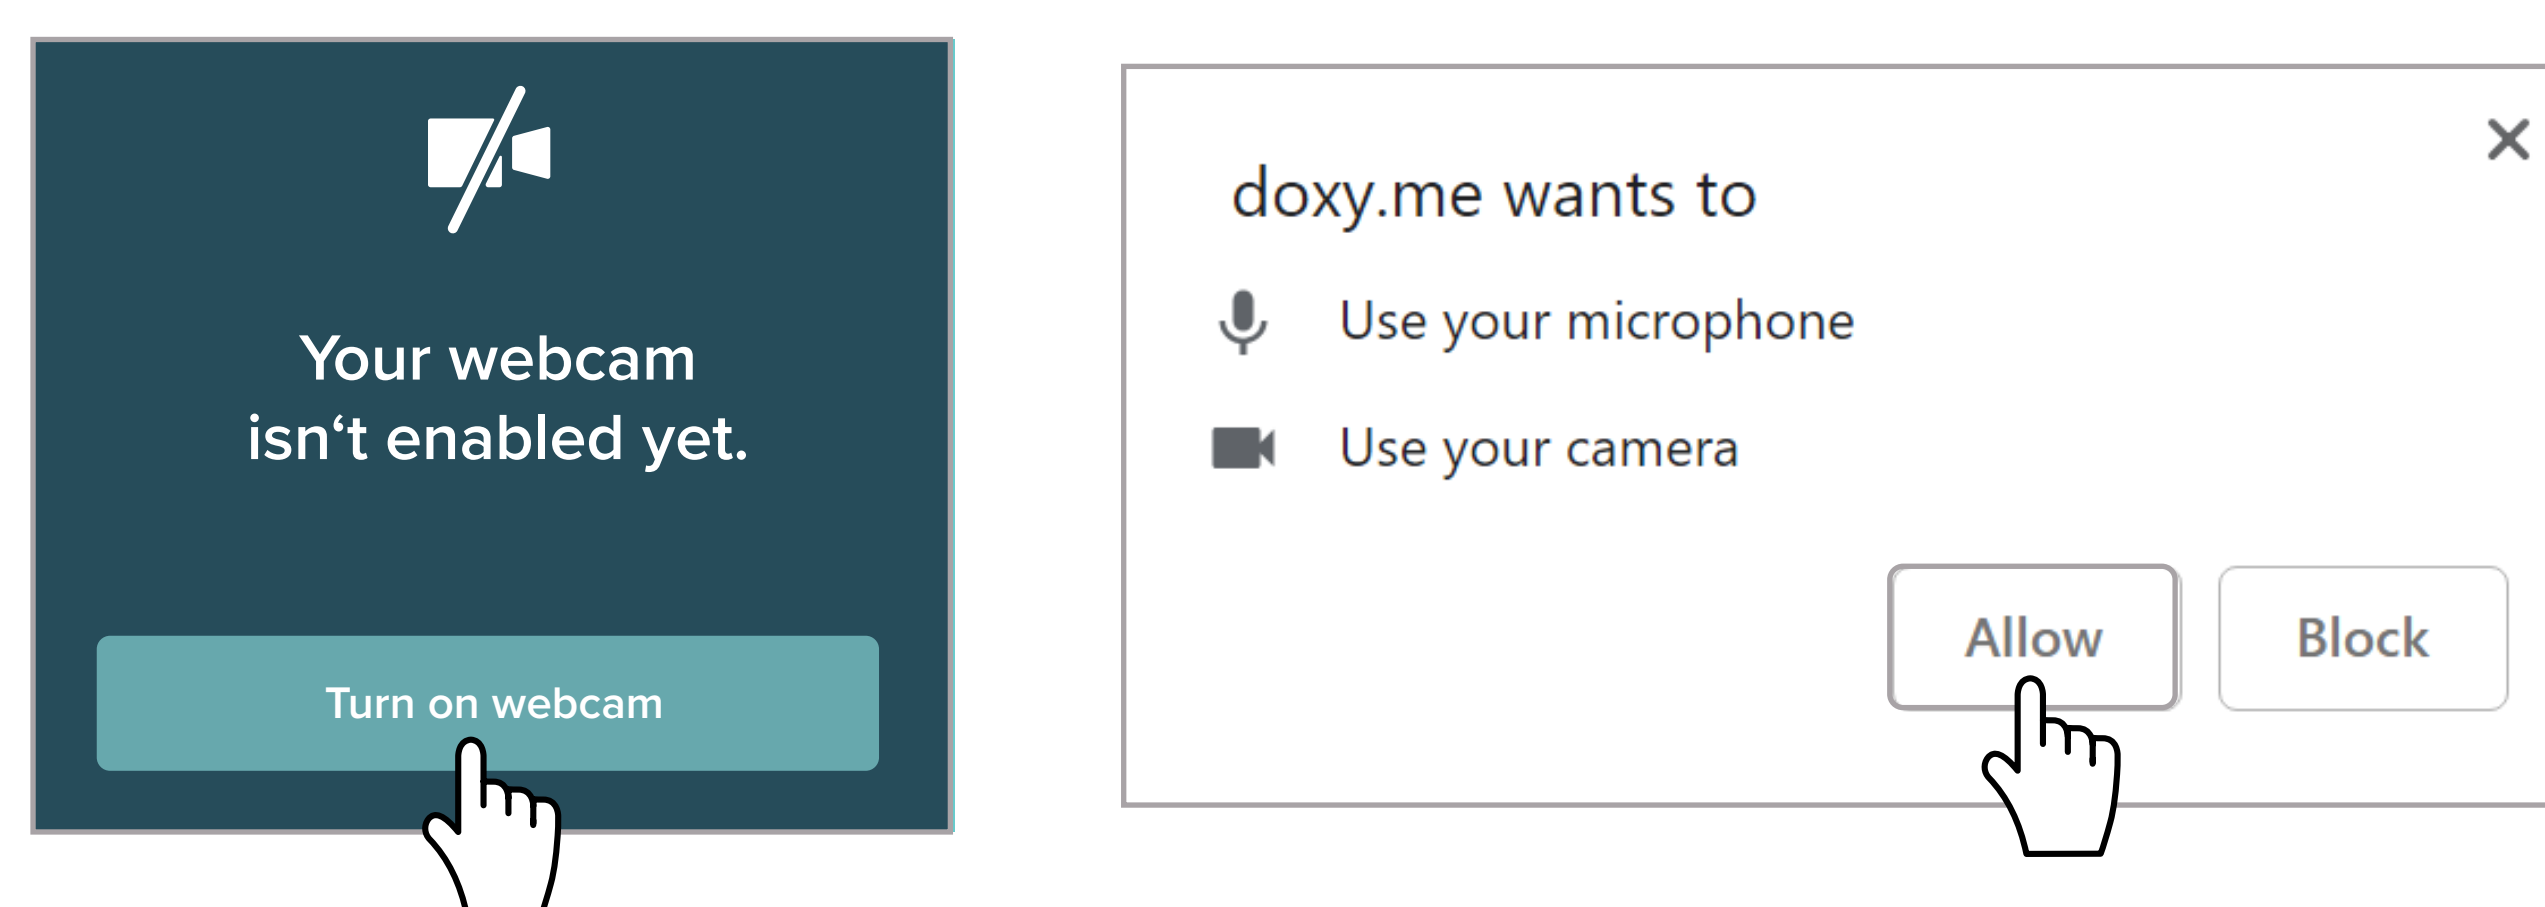 Your webcam
isn‘t enabled yet.
Turn on webcam
doxy.me wants to
Use your microphone
Use your camera
Allow
Block